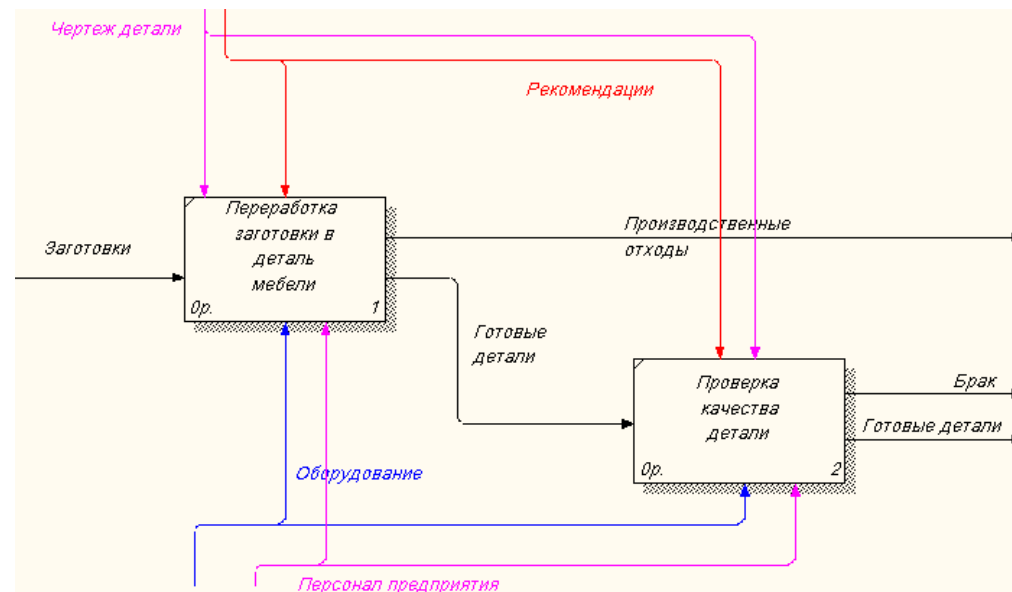 Чертеж детали
Рекомендации
Переработка
заготовки в
деталь
мебели
0р.
1
Заготовки
Производственные
отходы
Готовые
детали
Проверка
качества
детали
0р.
2
Брак
Готовые детали
Оборудование
Персонал предприятия